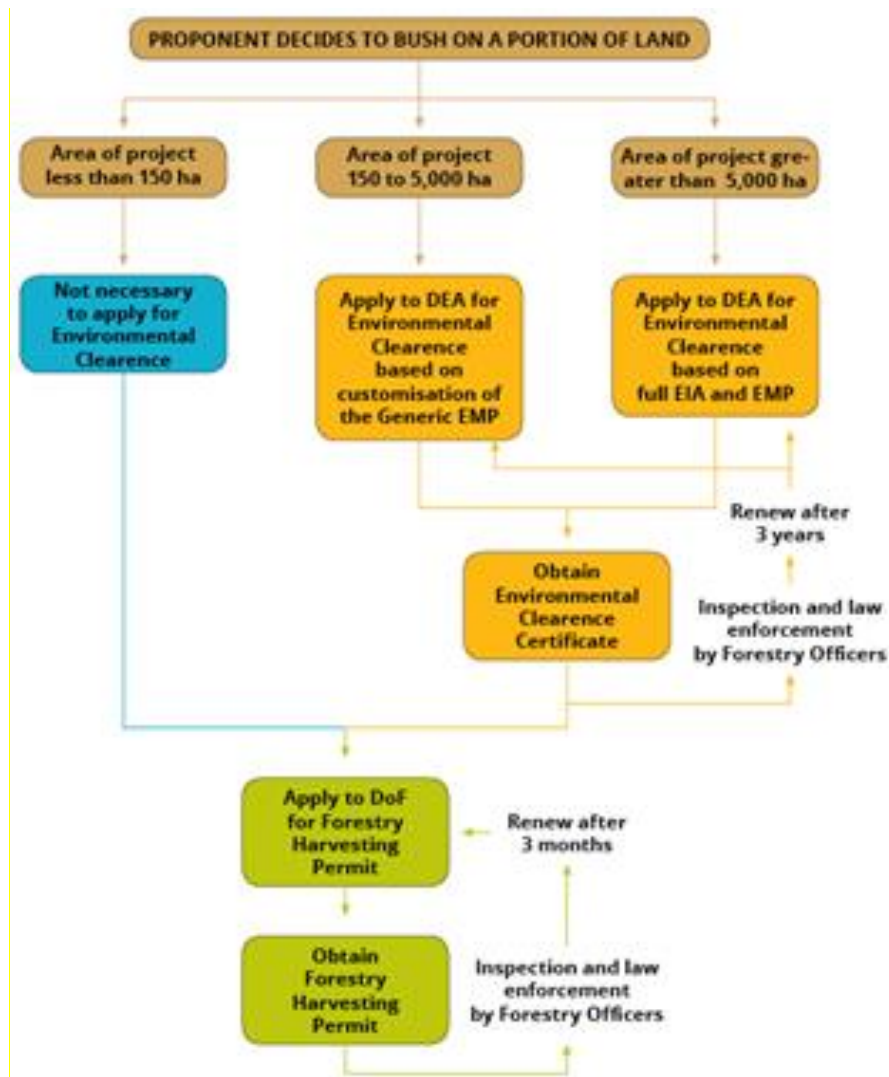 PROPONENT DECIDES TO BUSH ON A PORTION OF LAND
Area of project
less than 150 ha
Area of project
150 to 5,000 ha
Area of project gre-
ater than 5,000 ha
Not necessary
to apply for
Environmental
Clearence
Apply to DEA for
Environmental
Clearence
based on
customisation of
the Generic EMP
Apply to DEA for
Environmental
Clearence
based on
full EIA and EMP
Renew after
3 years
Obtain
Environmental
Clearence
Certificate
Inspection and law
enforcement
by Forestry Officers
Apply to DoF
for Forestry
Harvesting
Permit
Renew after
3 months
Obtain
Forestry
Harvesting
Permit
Inspection and law
enforcement
by Forestry Officers